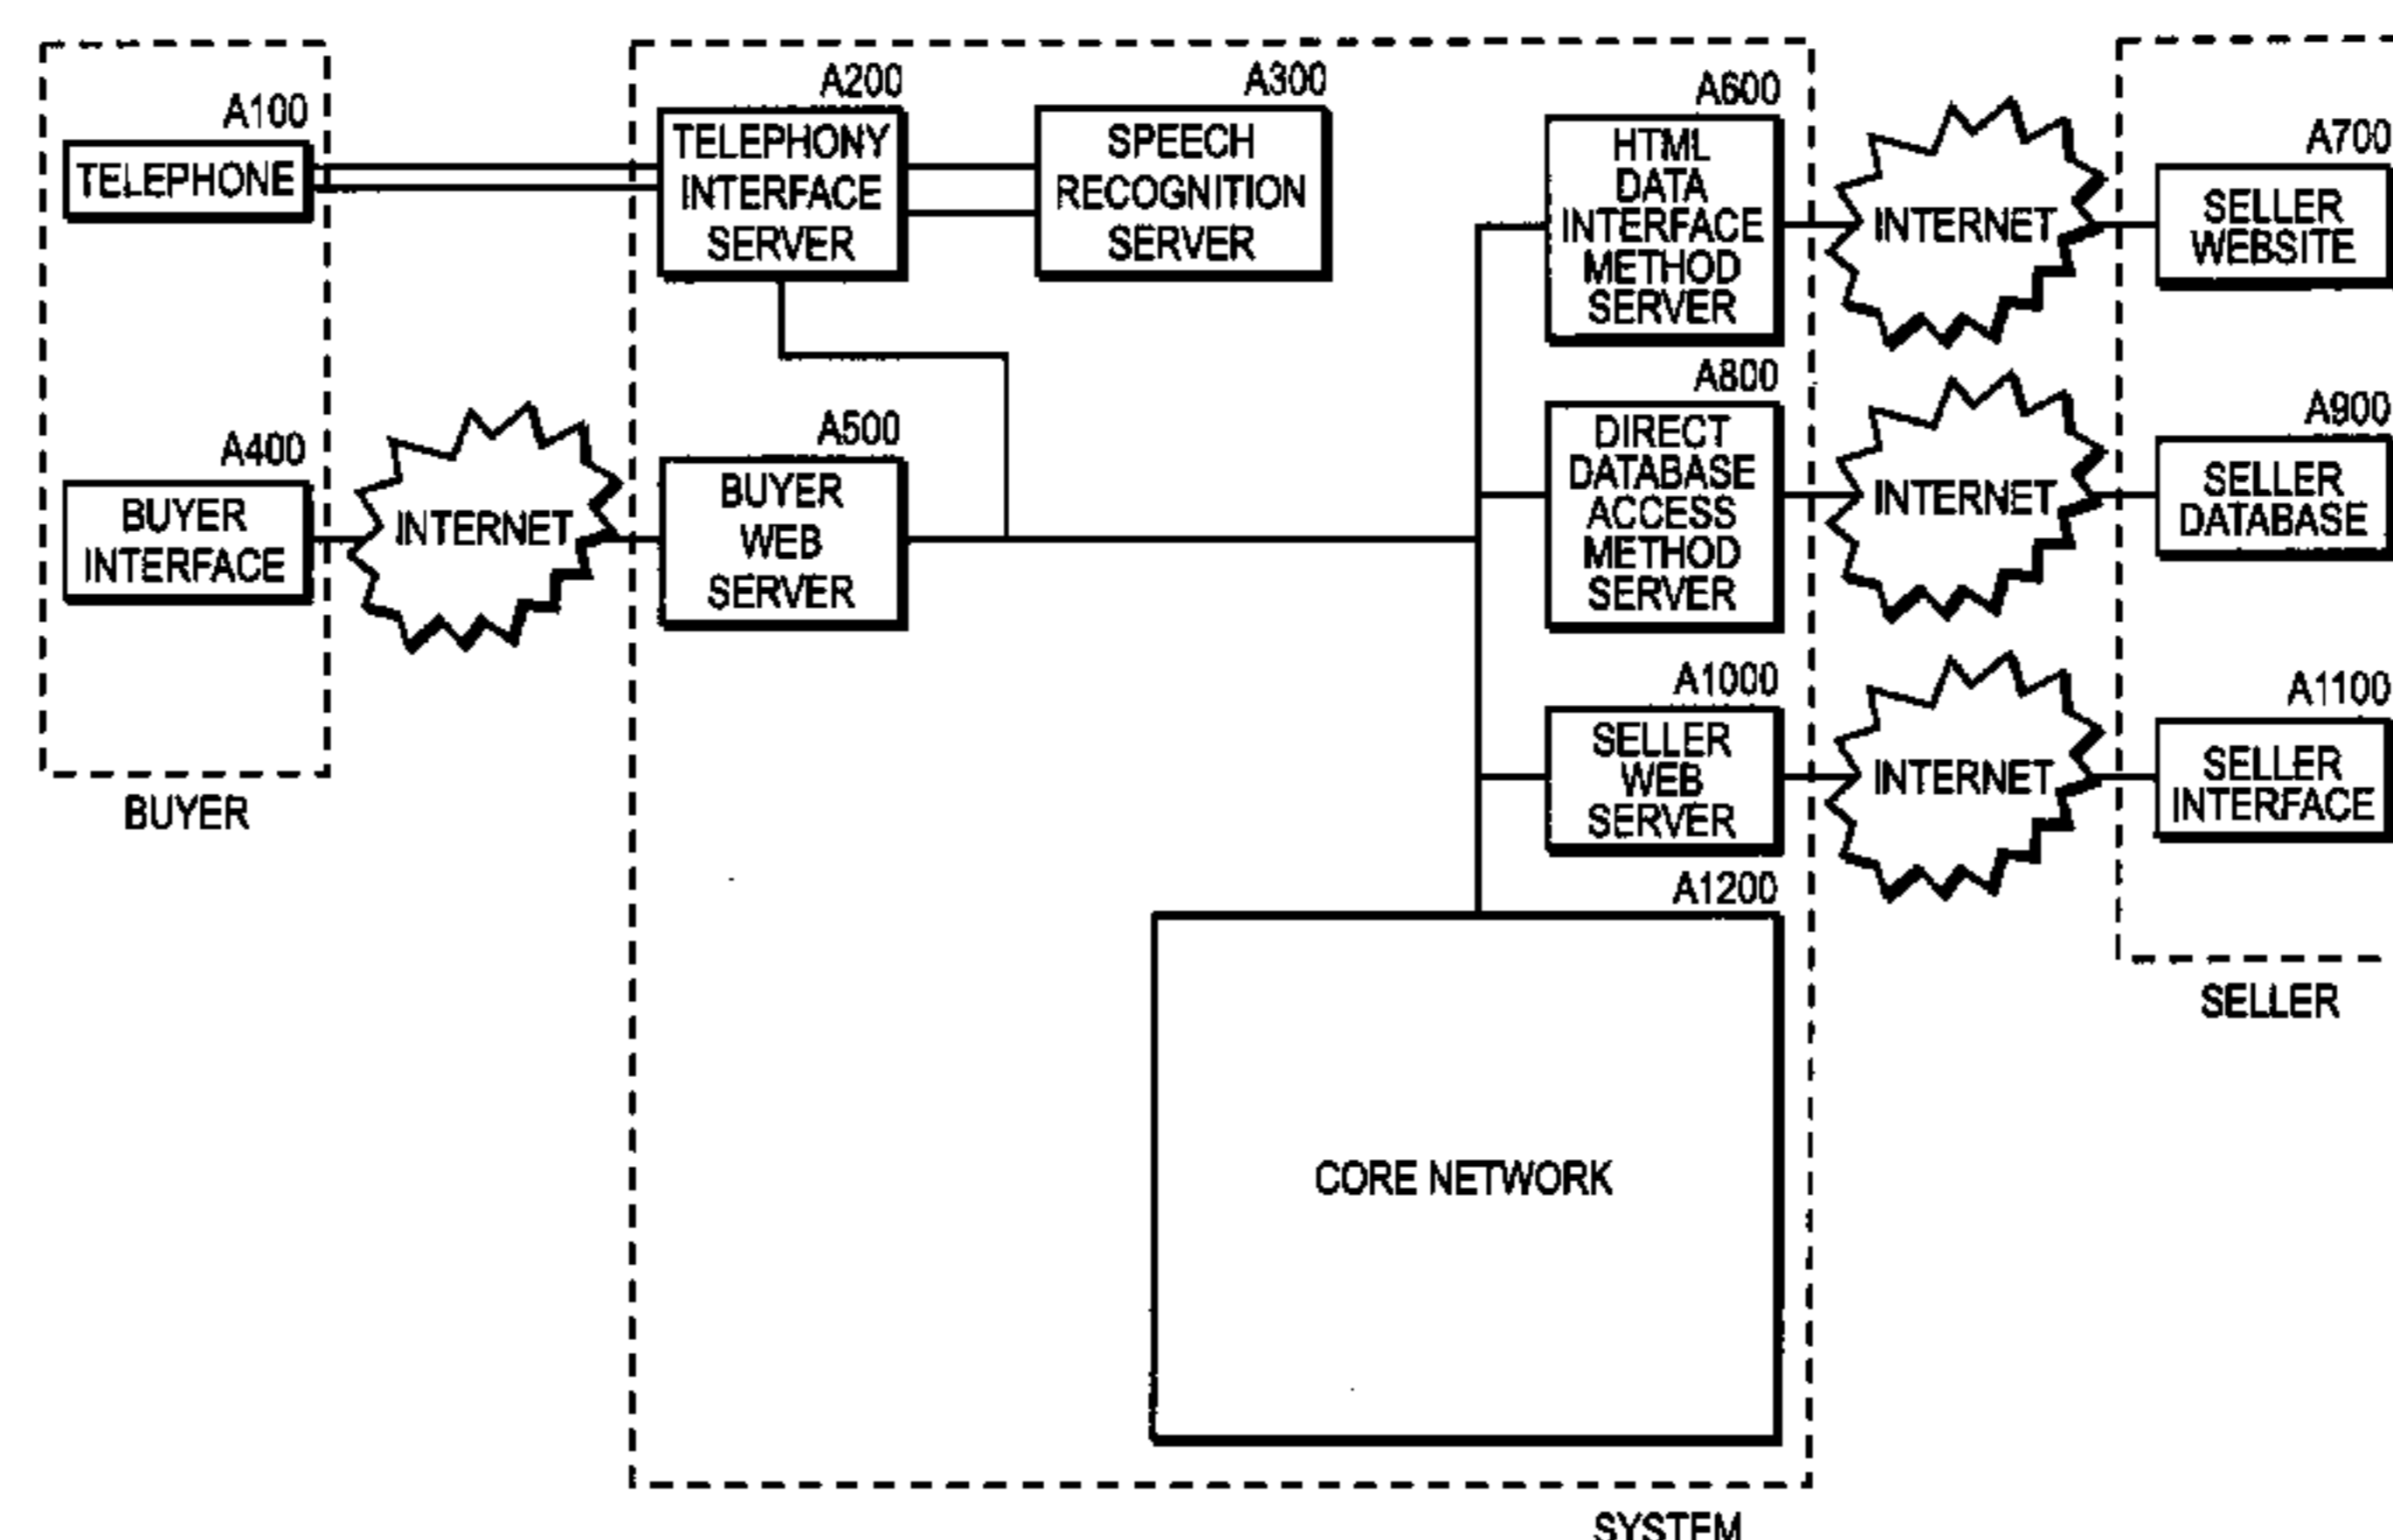 A100
TELEPHONE
A200
TELEPHONY
INTERFACE
SERVER
A300
SPEECH
RECOGNITION
SERVER
A600
HTML
DATA
INTERFACE
METHOD
SERVER
INTERNET
A700
SELLER
WEBSITE
A400
BUYER
INTERFACE
INTERNET
A500
BUYER
WEB
SERVER
A800
DIRECT
DATABASE
ACCESS
METHOD
SERVER
INTERNET
A900
SELLER
DATABASE
A1000
SELLER
WEB
SERVER
INTERNET
A1100
SELLER
INTERFACE
BUYER
A1200
CORE NETWORK
SELLER
SYSTEM